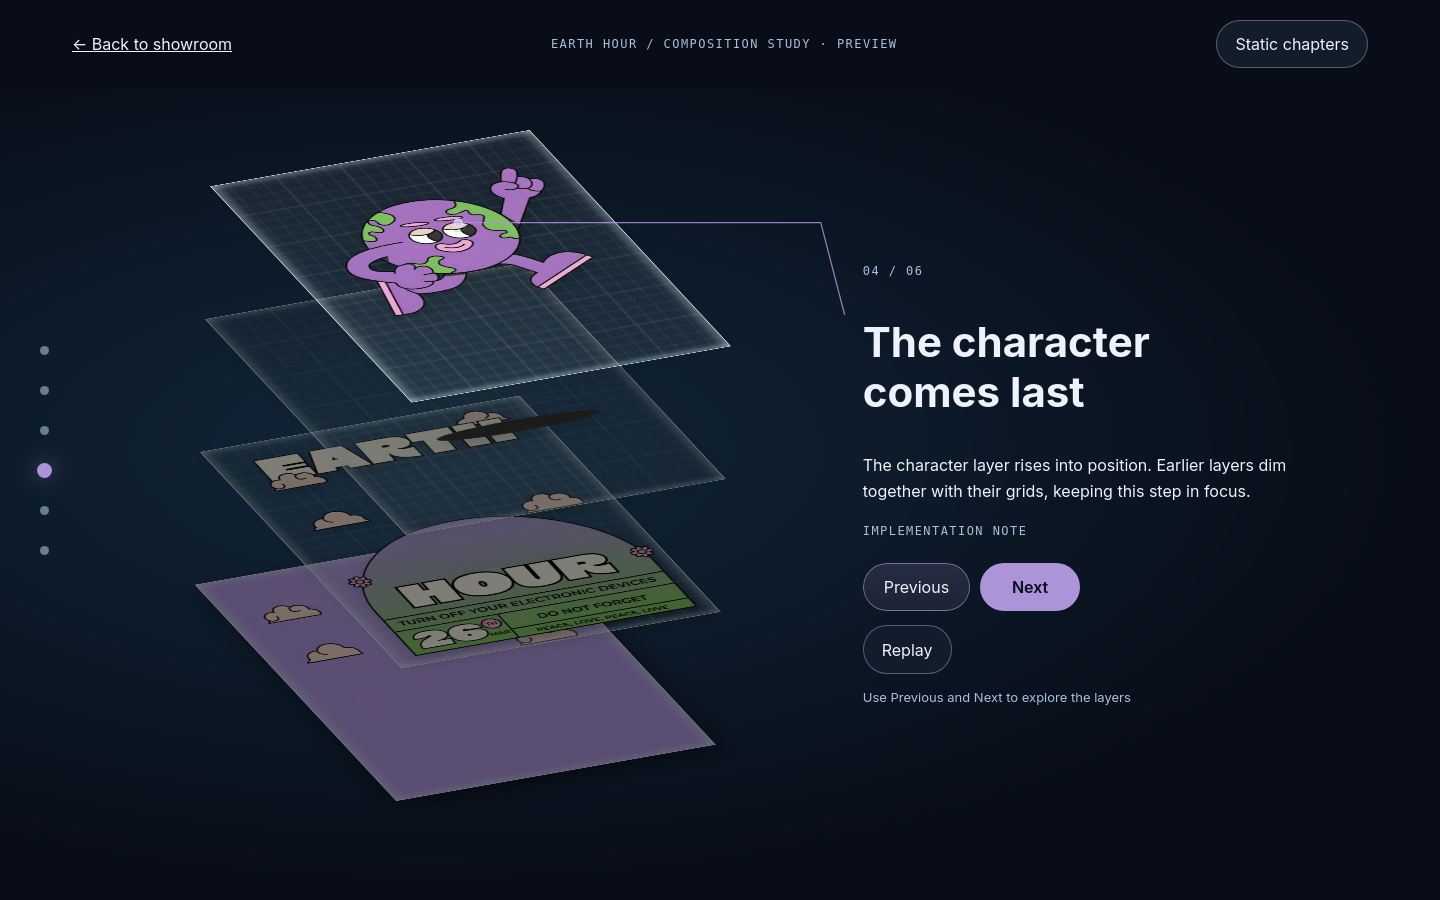 ← Back to showroom
EARTH HOUR / COMPOSITION STUDY · PREVIEW
Static chapters
04 / 06
The character
comes last
The character layer rises into position. Earlier layers dim
together with their grids, keeping this step in focus.
IMPLEMENTATION NOTE
Previous
Next
Replay
Use Previous and Next to explore the layers
EARTH
HOUR
TURN OFF YOUR ELECTRONIC DEVICES
26TH MAR
DO NOT FORGET
PEACE, LOVE, PEACE, LOVE